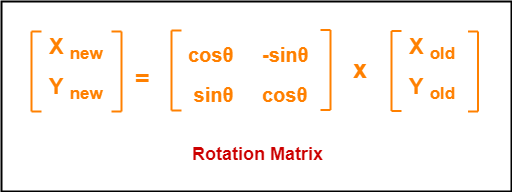 X new = cosθ -sinθ x X old
Y new sinθ cosθ Y old
Rotation Matrix